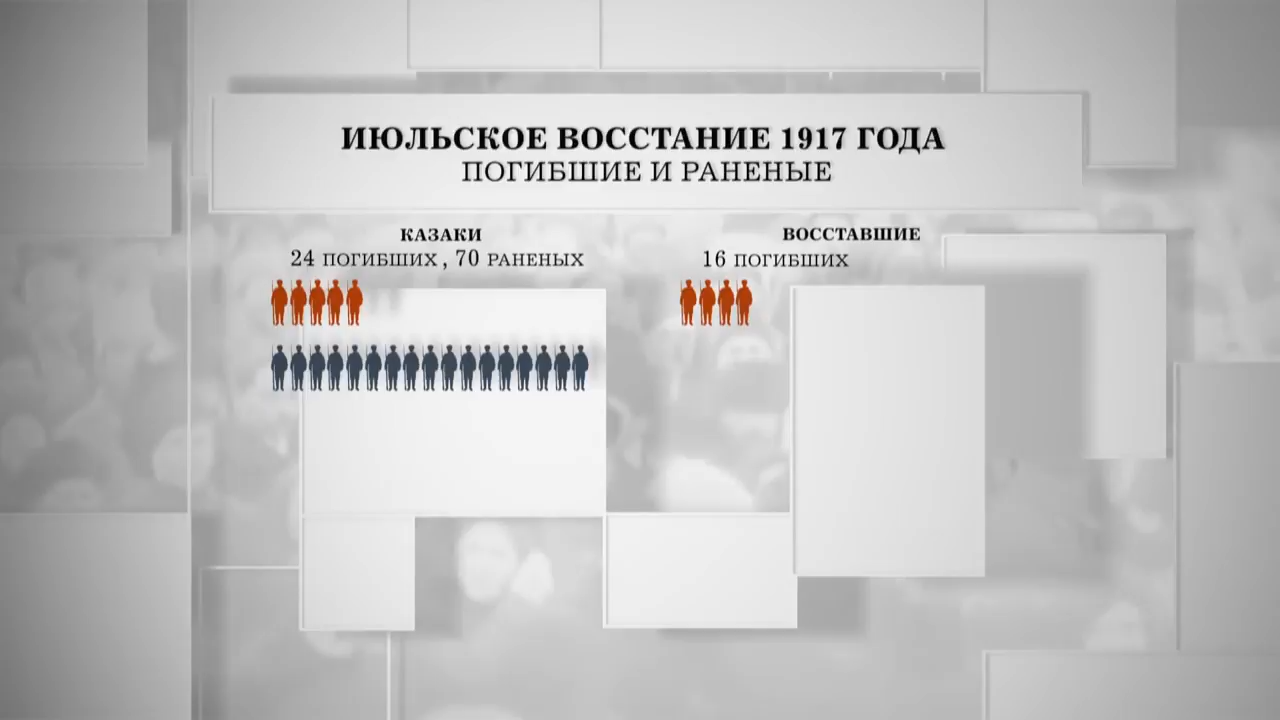 ИЮЛЬСКОЕ ВОССТАНИЕ 1917 ГОДА
ПОГИБШИЕ И РАНЕНЫЕ
КАЗАКИ
24 ПОГИБШИХ, 70 РАНЕНЫХ
ВОССТАВШИЕ
16 ПОГИБШИХ